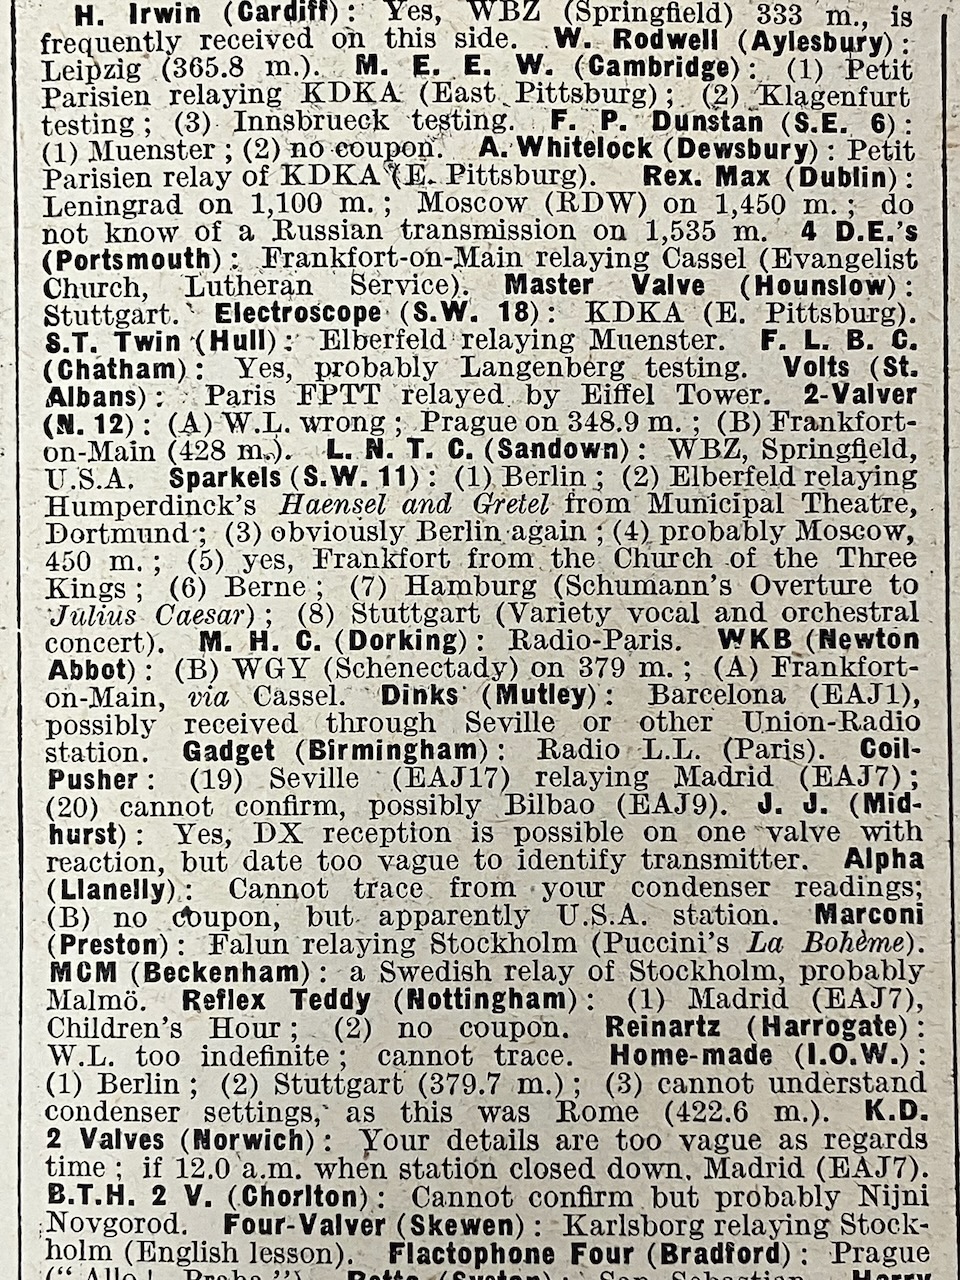 H. Irwin (Cardiff): Yes, WBZ (Springfield) 333 m., is
frequently received on this side. W. Rodwell (Aylesbury):
Leipzig (365.8 m.). M. E. E. W. (Cambridge): (1) Petit
Parisien relaying KDKA (East Pittsburg); (2) Klagenfurt
testing; (3) Innsbrueck testing. F. P. Dunstan (S.E. 6):
(1) Muenster; (2) no coupon. A. Whitelock (Dewsbury): Petit
Parisien relay of KDKA (E. Pittsburg). Rex. Max (Dublin):
Leningrad on 1,100 m.; Moscow (RDW) on 1,450 m.; do
not know of a Russian transmission on 1,535 m. 4 D.E.'s
(Portsmouth): Frankfort-on-Main relaying Cassel (Evangelist
Church, Lutheran Service). Master Valve (Hounslow):
Stuttgart. Electroscope (S.W. 18): KDKA (E. Pittsburg).
S.T. Twin (Hull): Elberfeld relaying Muenster. F. L. B. C.
(Chatham): Yes, probably Langenberg testing. Volts (St.
Albans): Paris FPTT relayed by Eiffel Tower. 2-Valver
(N. 12): (A) W.L. wrong; Prague on 348.9 m.; (B) Frankfort-
on-Main (428 m.). L. N. T. C. (Sandown): WBZ, Springfield,
U.S.A. Sparkels (S.W. 11): (1) Berlin; (2) Elberfeld relaying
Humperdinck's Haensel and Gretel from Municipal Theatre,
Dortmund; (3) obviously Berlin again; (4) probably Moscow,
450 m.; (5) yes, Frankfort from the Church of the Three
Kings; (6) Berne; (7) Hamburg (Schumann's Overture to
Julius Caesar); (8) Stuttgart (Variety vocal and orchestral
concert). M. H. C. (Dorking): Radio-Paris. WKB (Newton
Abbot): (B) WGY (Schenectady) on 379 m.; (A) Frankfort-
on-Main, via Cassel. Dinks (Mutley): Barcelona (EAJ1),
possibly received through Seville or other Union-Radio
station. Gadget (Birmingham): Radio L.L. (Paris). Coil-
Pusher: (19) Seville (EAJ17) relaying Madrid (EAJ7);
(20) cannot confirm, possibly Bilbao (EAJ9). J. J. (Mid-
hurst): Yes, DX reception is possible on one valve with
reaction, but date too vague to identify transmitter. Alpha
(Llanelly): Cannot trace from your condenser readings;
(B) no coupon, but apparently U.S.A. station. Marconi
(Preston): Falun relaying Stockholm (Puccini's La Bohème).
MCM (Beckenham): a Swedish relay of Stockholm, probably
Malmö. Reflex Teddy (Nottingham): (1) Madrid (EAJ7),
Children's Hour; (2) no coupon. Reinartz (Harrogate):
W.L. too indefinite; cannot trace. Home-made (I.O.W.):
(1) Berlin; (2) Stuttgart (379.7 m.); (3) cannot understand
condenser settings, as this was Rome (422.6 m.). K.D.
2 Valves (Norwich): Your details are too vague as regards
time; if 12.0 a.m. when station closed down, Madrid (EAJ7).
B.T.H. 2 V. (Chorlton): Cannot confirm but probably Nijni
Novgorod. Four-Valver (Skewen): Karlsborg relaying Stock-
holm (English lesson). Flactophone Four (Bradford): Prague
("Allo! Praha"). San Sebastian. Harry